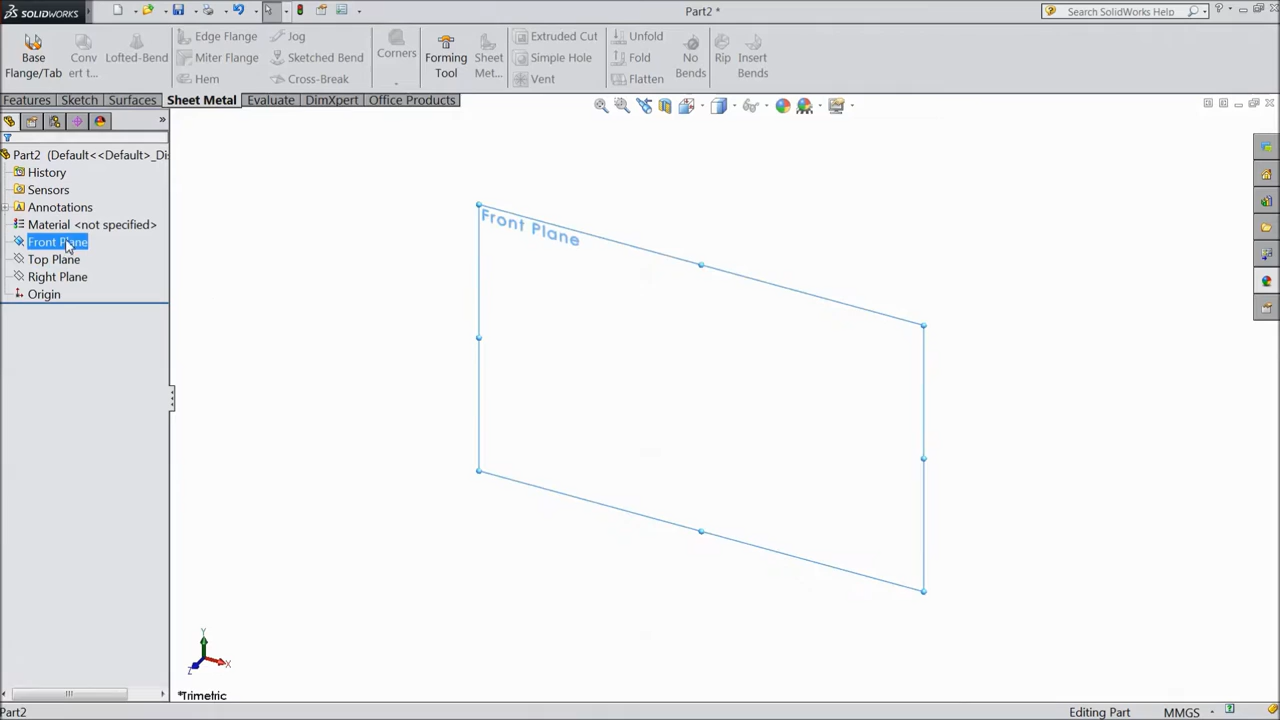 SOLIDWORKS
Part2 *
Search SolidWorks Help
Base Flange/Tab
Conv ert t...
Lofted-Bend
Edge Flange
Miter Flange
Hem
Jog
Sketched Bend
Cross-Break
Corners
Forming Tool
Sheet Met...
Extruded Cut
Simple Hole
Vent
Unfold
Fold
Flatten
No Bends
Rip
Insert Bends
Features
Sketch
Surfaces
Sheet Metal
Evaluate
DimXpert
Office Products
Part2 (Default<<Default>_Dis
History
Sensors
Annotations
Material <not specified>
Front Plane
Top Plane
Right Plane
Origin
Front Plane
Y
X
Z
*Trimetric
Part2
Editing Part
MMGS